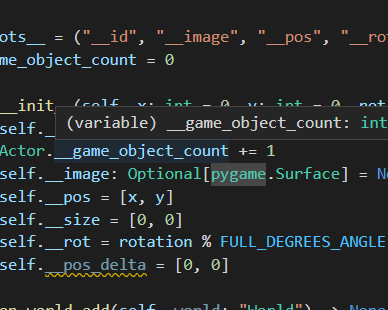 ots__ = ("__id", "__image", "__pos", "__ro
me_object_count = 0
__init__(self, x: int = 0, y: int = 0, rot
self._
(variable) __game_object_count: int
Actor.__game_object_count += 1
self.__image: Optional[pygame.Surface] = No
self.__pos = [x, y]
self.__size = [0, 0]
self.__rot = rotation % FULL_DEGREES_ANGLE
self.__pos_delta = [0, 0]
on_world_add(self, world: "World") -> None